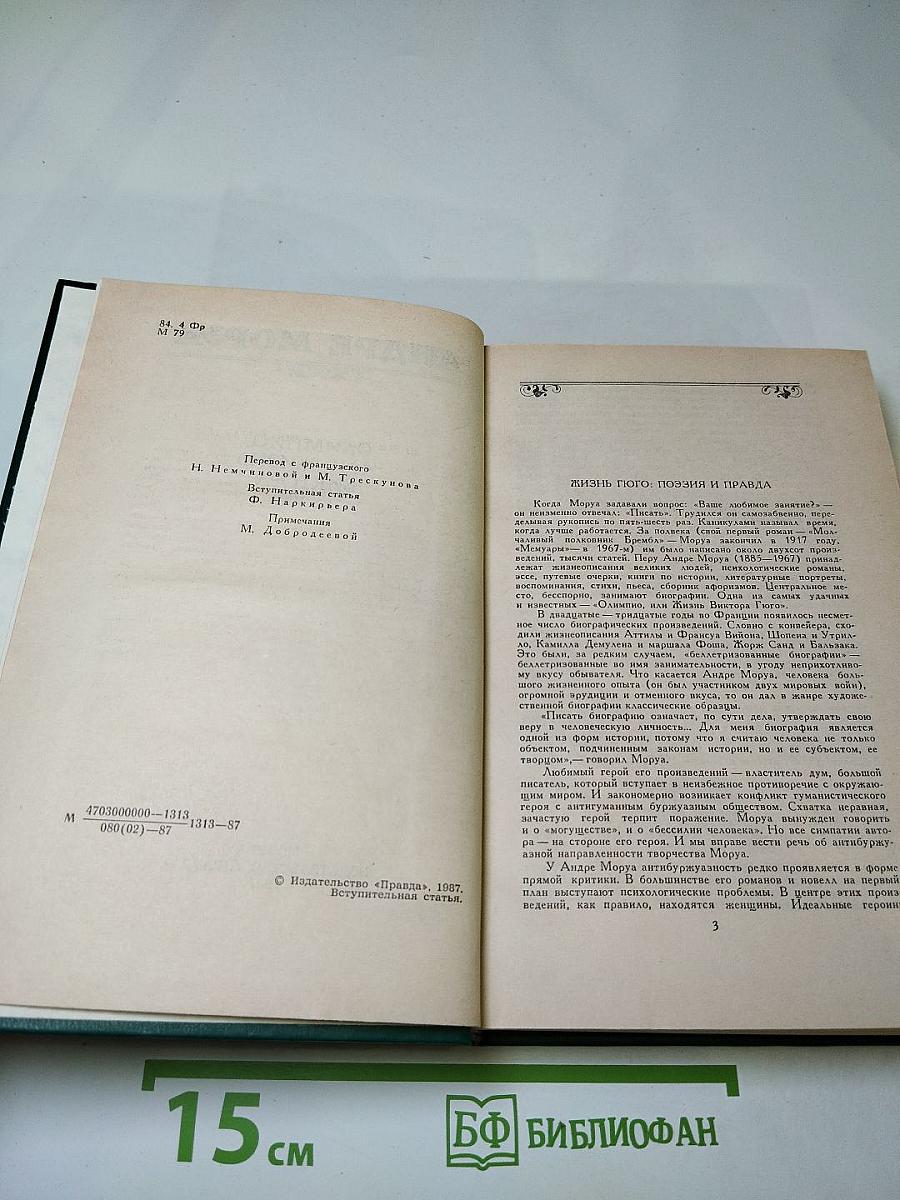 84. 4 Фр
М 79
Перевод с французского
Н. Немчиновой и М. Трескунова
Вступительная статья
Ф. Наркирьера
Примечания
М. Добродеевой
М 4703000000—1313
080(02)—87
1313—87
© Издательство «Правда», 1987.
Вступительная статья.
ЖИЗНЬ ГЮГО: ПОЭЗИЯ И ПРАВДА
Когда Моруа задавали вопрос: «Ваше любимое занятие?» —
он неизменно отвечал: «Писать». Трудился он самозабвенно, пере-
делывая рукопись по пять-шесть раз. Каникулами называл время,
когда лучше работается. За полвека (свой первый роман — «Мол-
чаливый полковник Брембл» — Моруа закончил в 1917 году,
«Мемуары» — в 1967-м) им было написано около двухсот произ-
ведений, тысячи статей. Перу Андре Моруа (1885—1967) принад-
лежат жизнеописания великих людей, психологические романы,
эссе, путевые очерки, книги по истории, литературные портреты,
воспоминания, стихи, пьеса, сборник афоризмов. Центральное ме-
сто, бесспорно, занимают биографии. Одна из самых удачных
и известных — «Олимпио, или Жизнь Виктора Гюго».
В двадцатые — тридцатые годы во Франции появилось несмет-
ное число биографических произведений. Словно с конвейера, схо-
дили жизнеописания Аттилы и Франсуа Вийона, Шопена и Утрил-
ло, Камилла Демулена и маршала Фоша, Жорж Санд и Бальзака.
Это были, за редким случаем, «беллетризованные биографии» —
беллетризованные во имя занимательности, в угоду неприхотливо-
му вкусу обывателя. Что касается Андре Моруа, человека боль-
шого жизненного опыта (он был участником двух мировых войн),
огромной эрудиции и отменного вкуса, то он дал в жанре художе-
ственной биографии классические образцы.
«Писать биографию означает, по сути дела, утверждать свою
веру в человеческую личность... Для меня биография является
одной из форм истории, потому что я считаю человека не только
объектом, подчиненным законам истории, но и ее субъектом, ее
творцом»,— говорил Моруа.
Любимый герой его произведений — властитель дум, большой
писатель, который вступает в неизбежное противоречие с окружаю-
щим миром. И закономерно возникает конфликт гуманистического
героя с антигуманным буржуазным обществом. Схватка неравная,
зачастую герой терпит поражение. Моруа вынужден говорить
и о «могуществе», и о «бессилии человека». Но все симпатии авто-
ра — на стороне его героя. И мы вправе вести речь об антибуржу-
азной направленности творчества Моруа.
У Андре Моруа антибуржуазность редко проявляется в форме
прямой критики. В большинстве его романов и новелл на первый
план выступают психологические проблемы. В центре этих произ-
ведений, как правило, находятся женщины. Идеальные героини
3
15 см
БФ БИБЛИОФАН